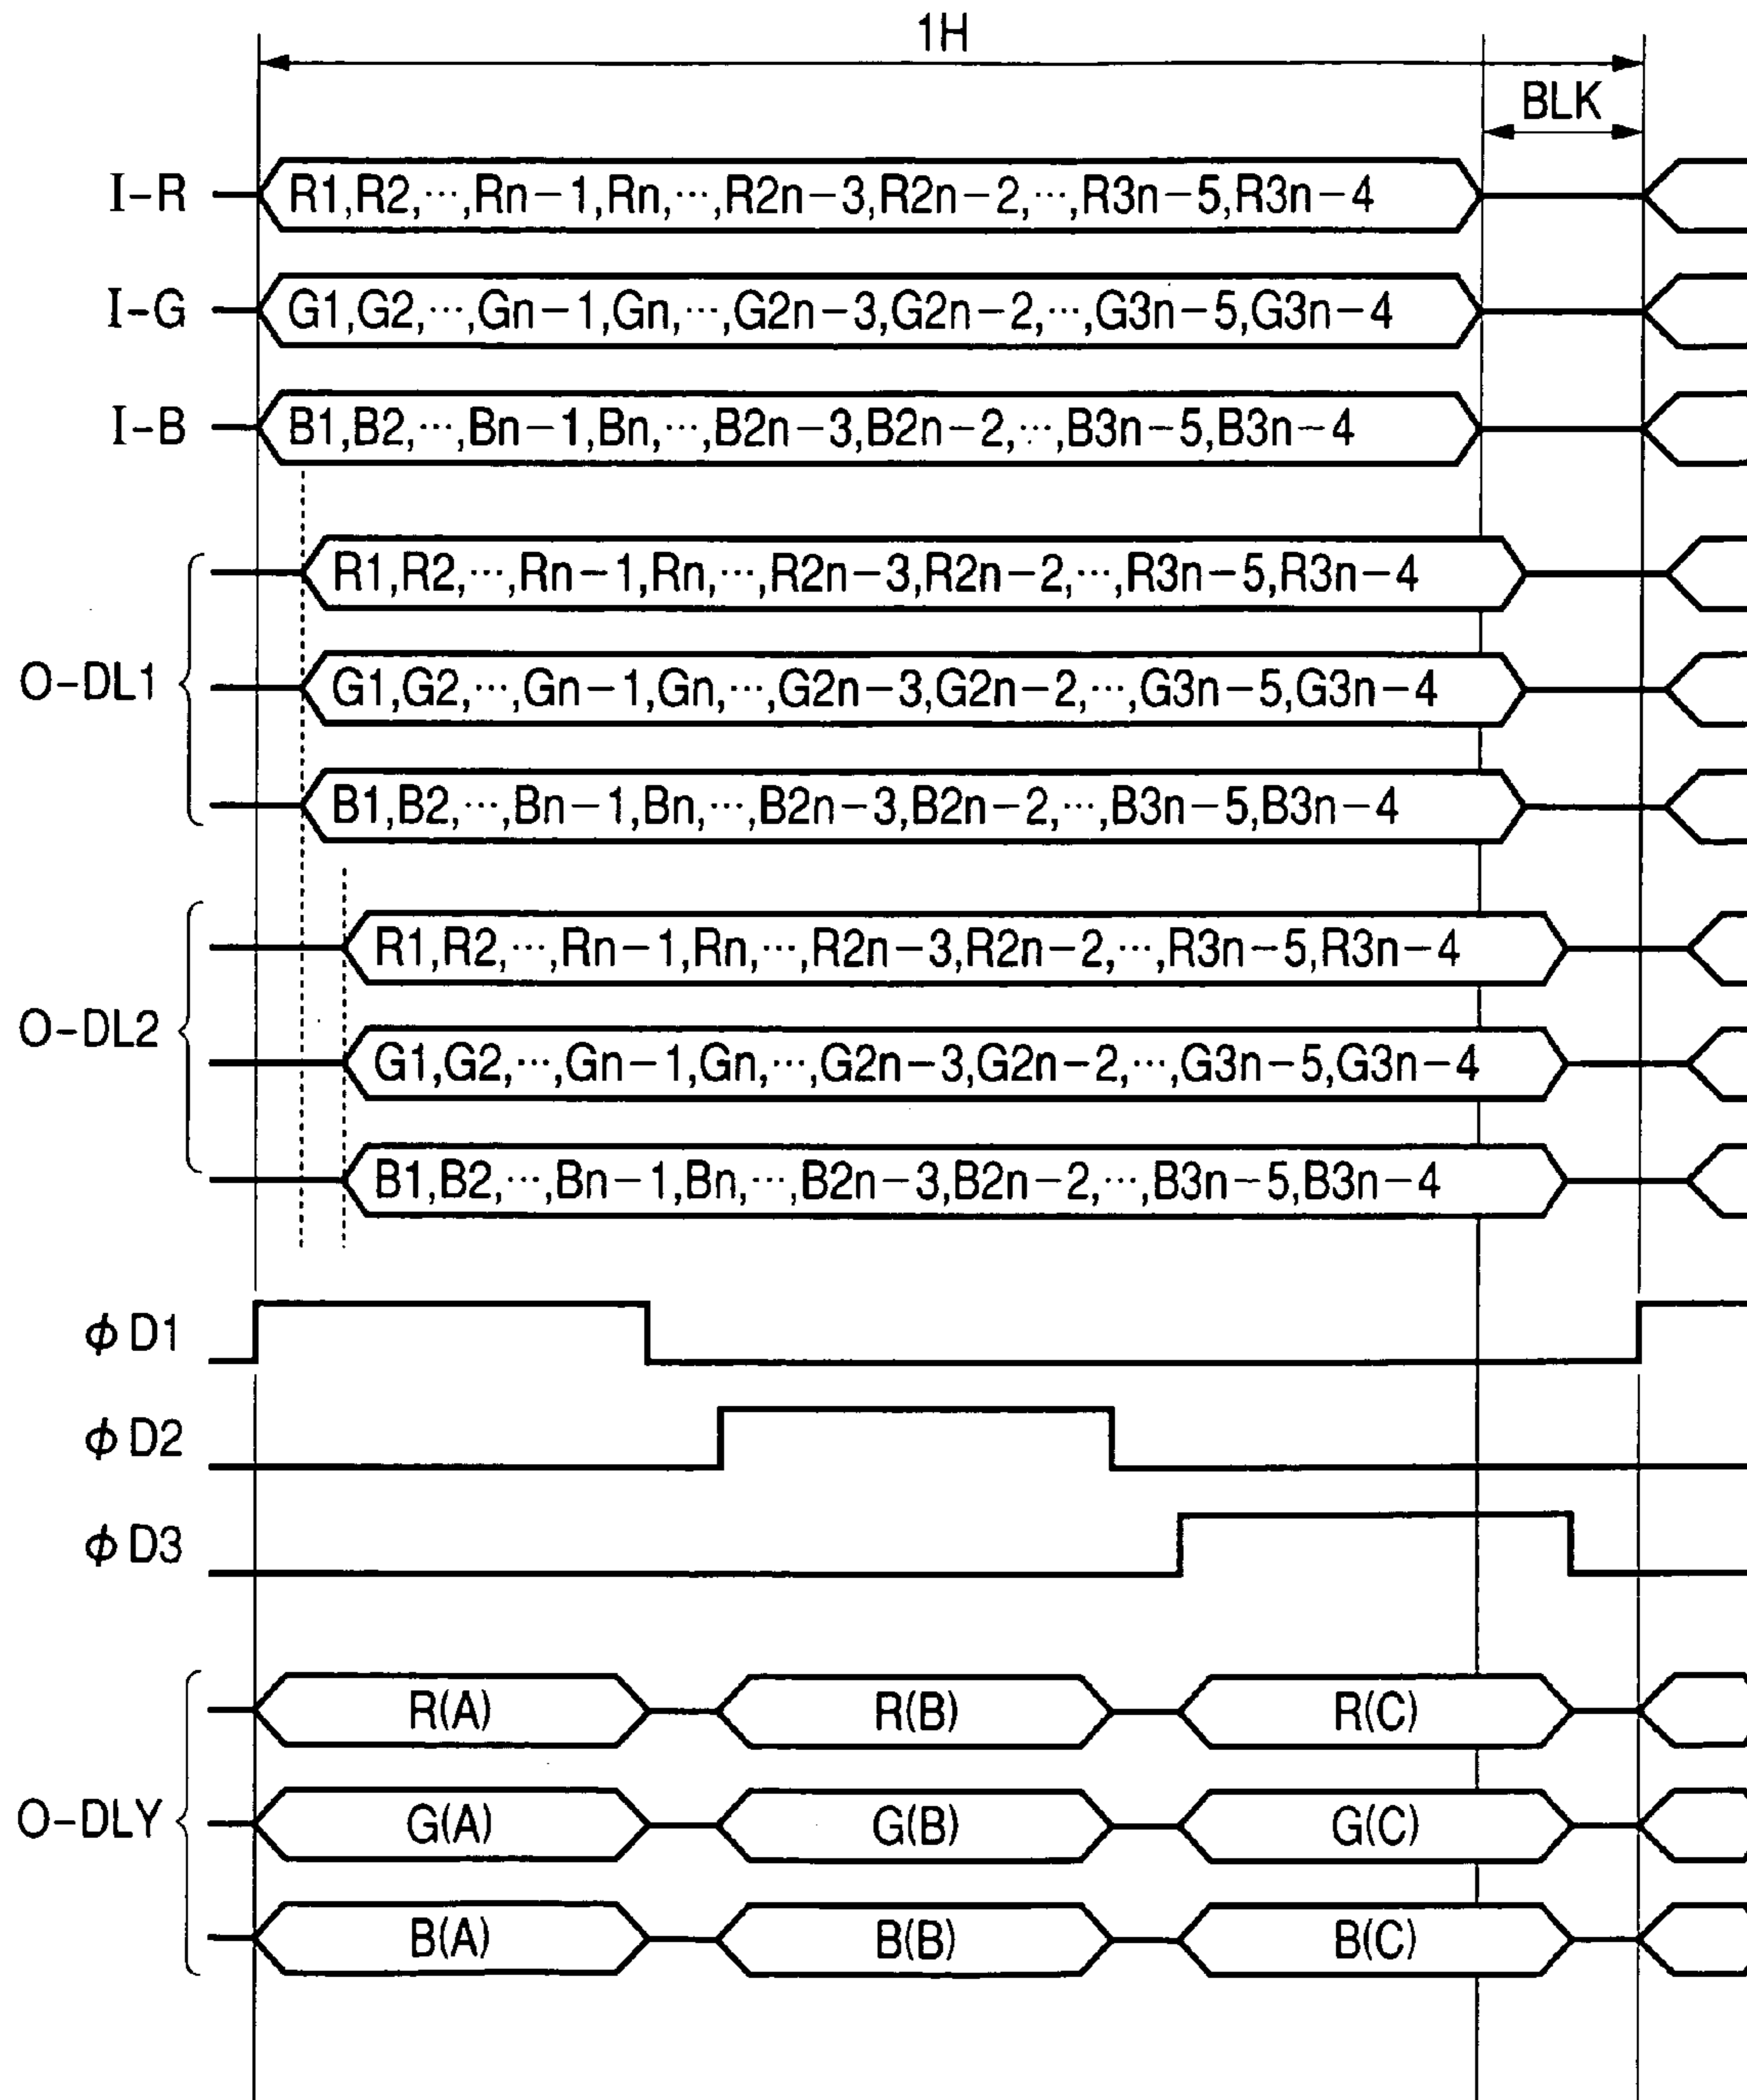 1H
BLK
I-R R1,R2,···,Rn-1,Rn,···,R2n-3,R2n-2,···,R3n-5,R3n-4
I-G G1,G2,···,Gn-1,Gn,···,G2n-3,G2n-2,···,G3n-5,G3n-4
I-B B1,B2,···,Bn-1,Bn,···,B2n-3,B2n-2,···,B3n-5,B3n-4
R1,R2,···,Rn-1,Rn,···,R2n-3,R2n-2,···,R3n-5,R3n-4
O-DL1 G1,G2,···,Gn-1,Gn,···,G2n-3,G2n-2,···,G3n-5,G3n-4
B1,B2,···,Bn-1,Bn,···,B2n-3,B2n-2,···,B3n-5,B3n-4
R1,R2,···,Rn-1,Rn,···,R2n-3,R2n-2,···,R3n-5,R3n-4
O-DL2 G1,G2,···,Gn-1,Gn,···,G2n-3,G2n-2,···,G3n-5,G3n-4
B1,B2,···,Bn-1,Bn,···,B2n-3,B2n-2,···,B3n-5,B3n-4
ϕD1
ϕD2
ϕD3
R(A) R(B) R(C)
O-DLY G(A) G(B) G(C)
B(A) B(B) B(C)